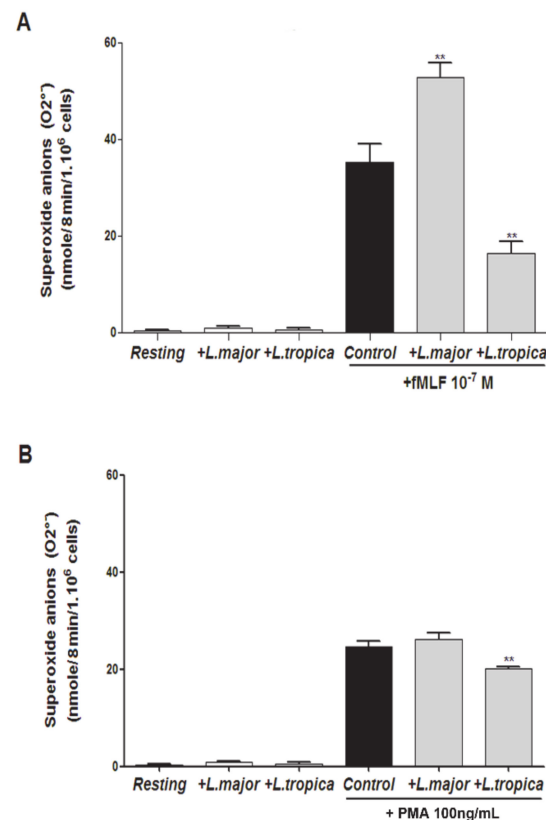 A
Superoxide anions (O2°⁻)
(nmole/8min/1.10⁶ cells)
60
40
20
0
**
**
Resting +L.major +L.tropica Control +L.major +L.tropica
+fMLF 10⁻⁷ M
B
Superoxide anions (O2°⁻)
(nmole/8min/1.10⁶ cells)
60
40
20
0
**
Resting +L.major +L.tropica Control +L.major +L.tropica
+ PMA 100ng/mL